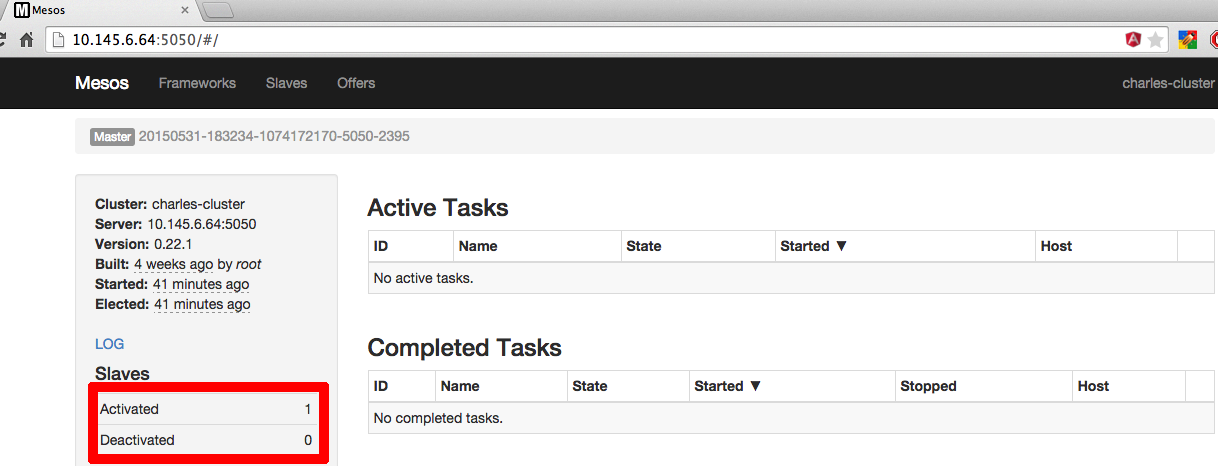 M Mesos ×
10.145.6.64:5050/#/
Mesos Frameworks Slaves Offers charles-cluster
Master 20150531-183234-1074172170-5050-2395
Cluster: charles-cluster
Server: 10.145.6.64:5050
Version: 0.22.1
Built: 4 weeks ago by root
Started: 41 minutes ago
Elected: 41 minutes ago
LOG
Slaves
Activated 1
Deactivated 0
Active Tasks
ID Name State Started ▼ Host
No active tasks.
Completed Tasks
ID Name State Started ▼ Stopped Host
No completed tasks.